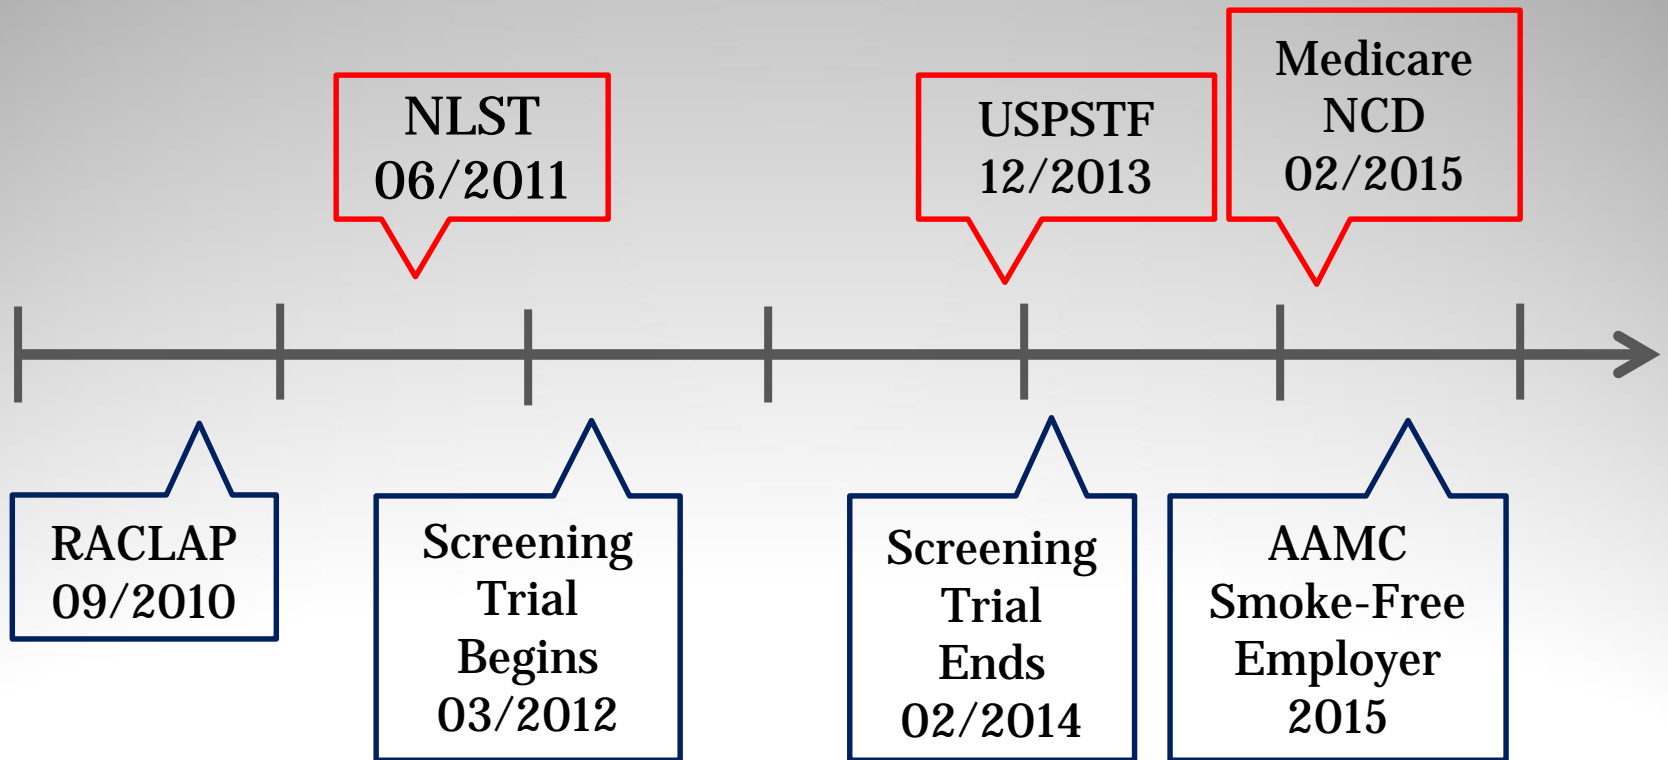 NLST
06/2011
USPSTF
12/2013
Medicare
NCD
02/2015
RACLAP
09/2010
Screening
Trial
Begins
03/2012
Screening
Trial
Ends
02/2014
AAMC
Smoke-Free
Employer
2015